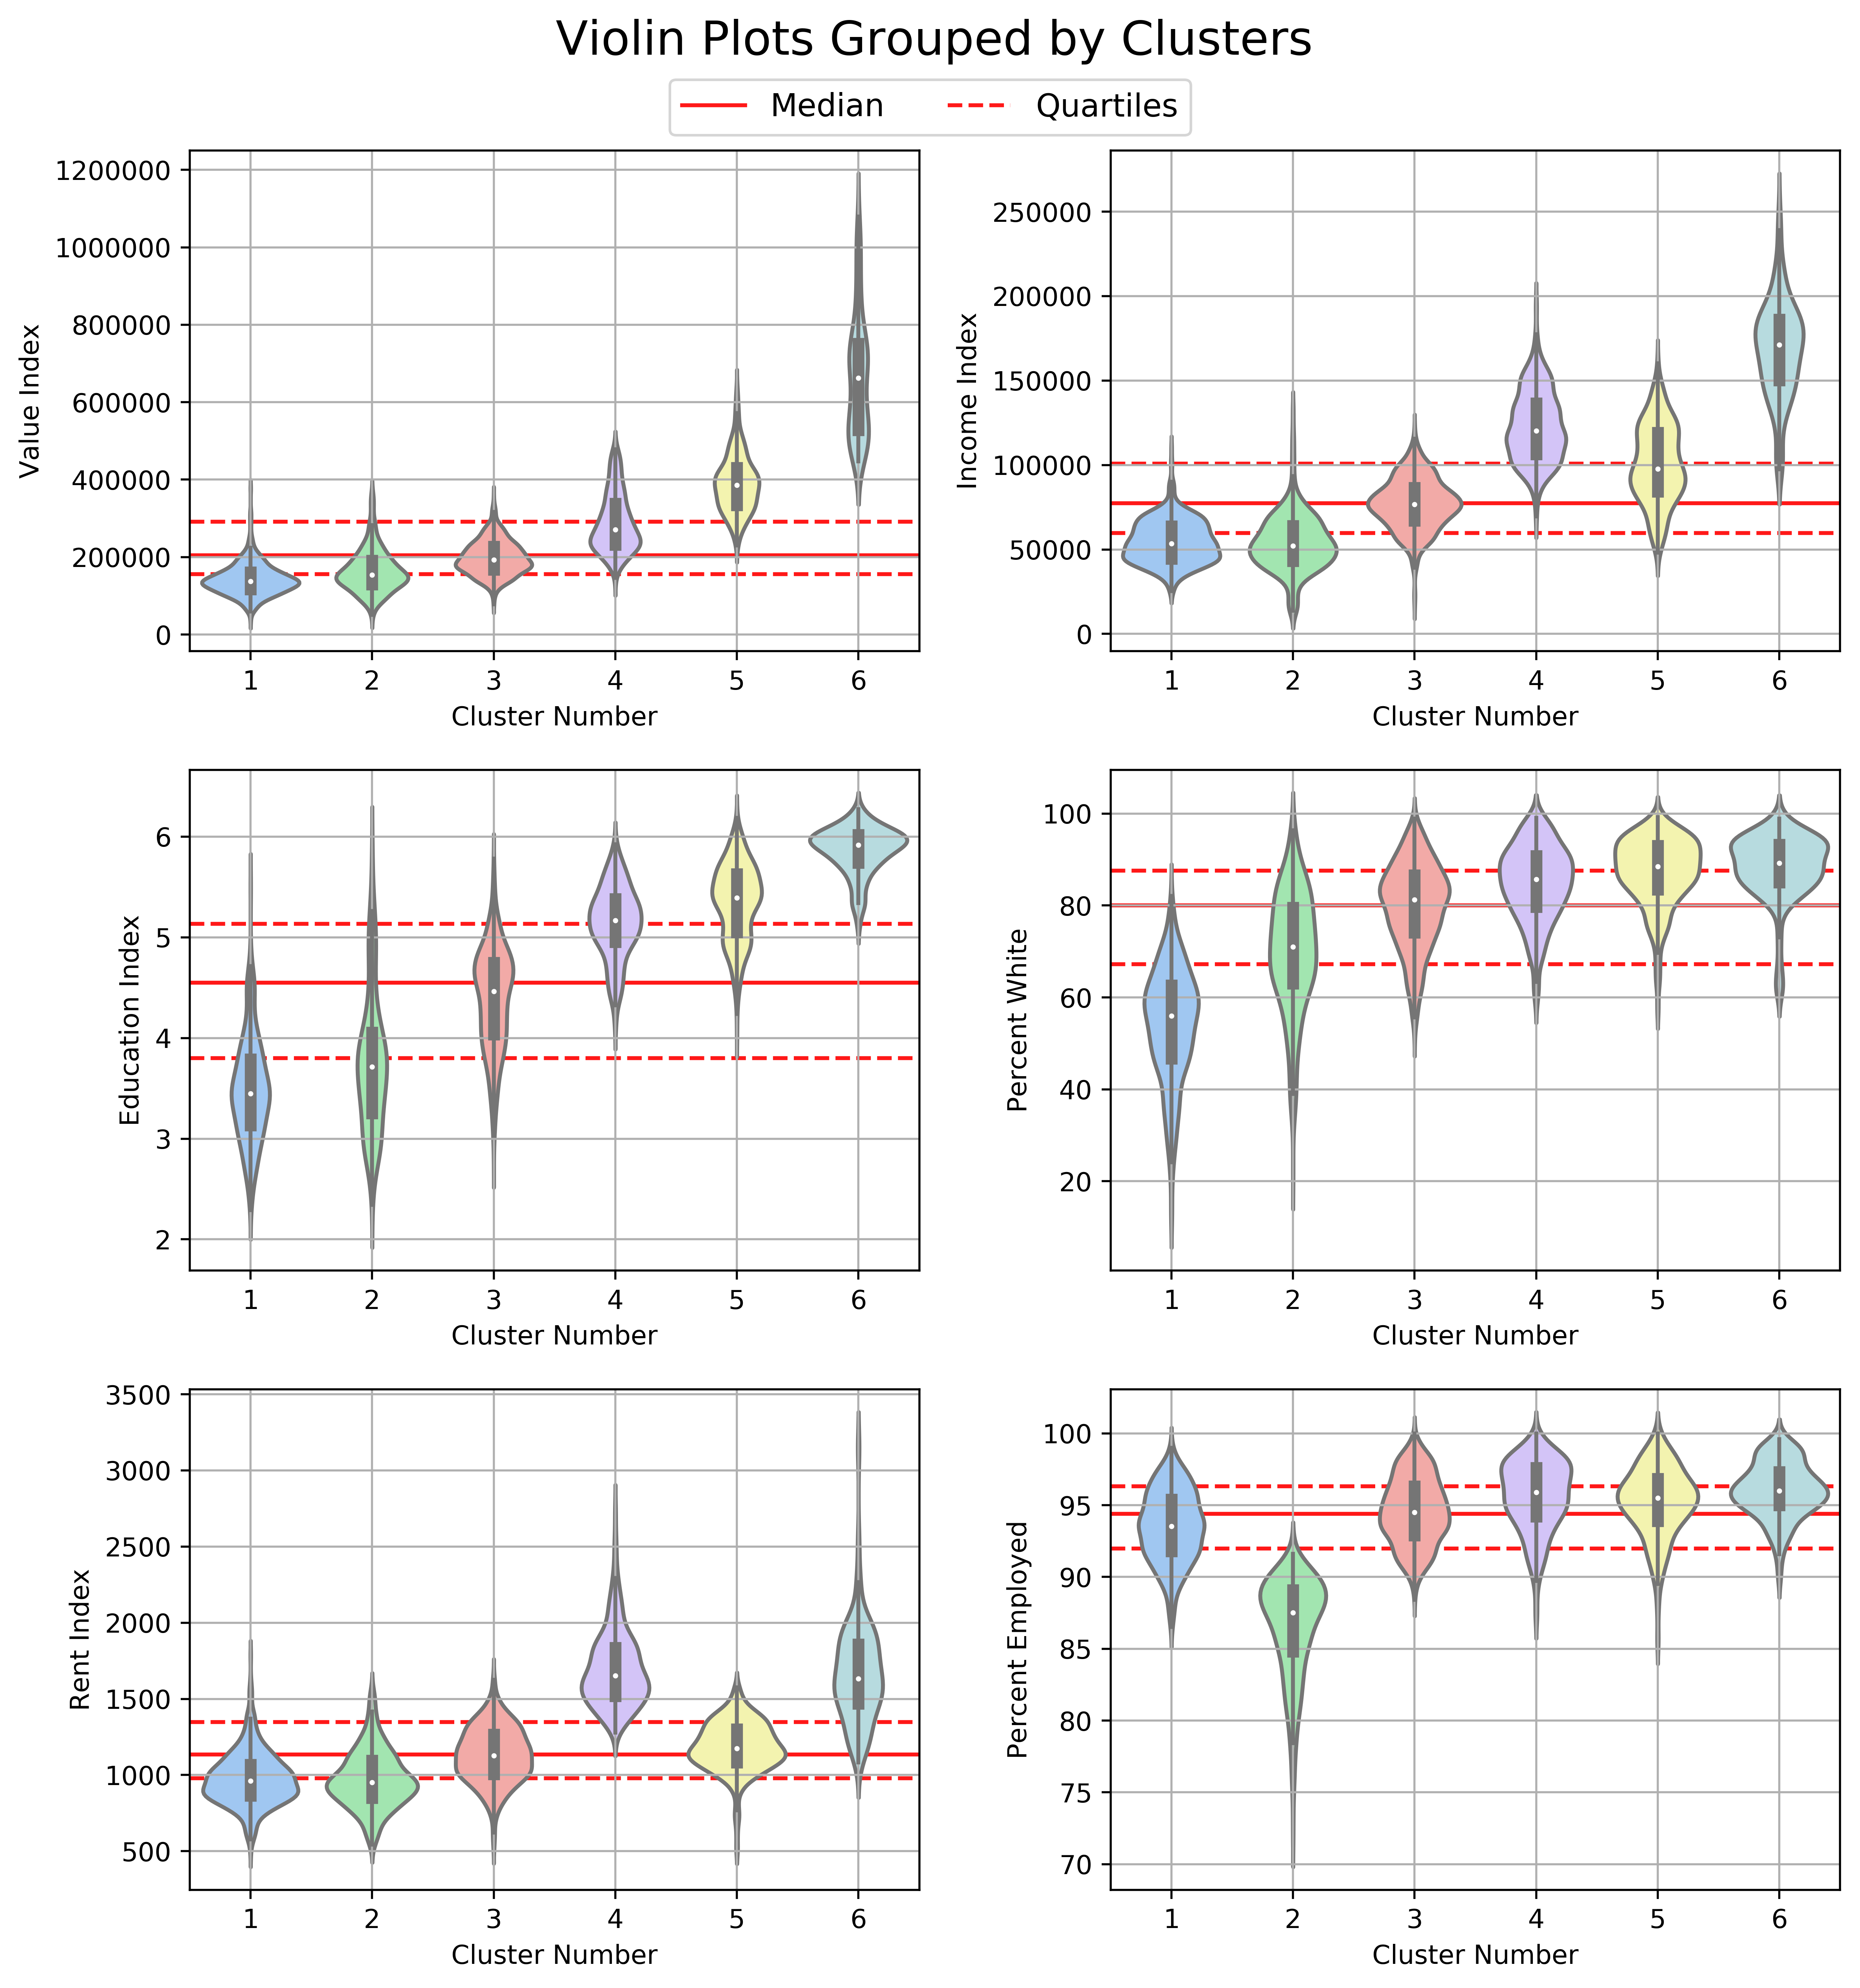 Violin Plots Grouped by Clusters
Median Quartiles
Value Index
1200000
1000000
800000
600000
400000
200000
0
1 2 3 4 5 6
Cluster Number
Income Index
250000
200000
150000
100000
50000
0
1 2 3 4 5 6
Cluster Number
Education Index
6
5
4
3
2
1 2 3 4 5 6
Cluster Number
Percent White
100
80
60
40
20
1 2 3 4 5 6
Cluster Number
Rent Index
3500
3000
2500
2000
1500
1000
500
1 2 3 4 5 6
Cluster Number
Percent Employed
100
95
90
85
80
75
70
1 2 3 4 5 6
Cluster Number